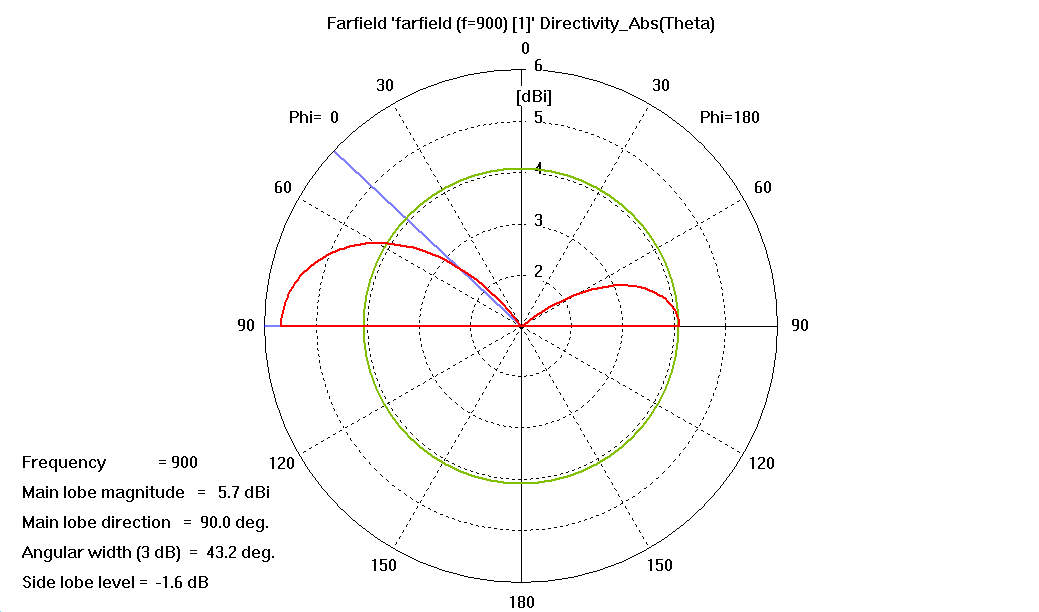 Farfield 'farfield (f=900) [1]' Directivity_Abs(Theta)
0
6
30
30
[dBi]
Phi= 0
5
Phi=180
4
60
60
3
2
90
90
120
120
Frequency = 900
Main lobe magnitude = 5.7 dBi
Main lobe direction = 90.0 deg.
Angular width (3 dB) = 43.2 deg.
150
150
Side lobe level = -1.6 dB
180